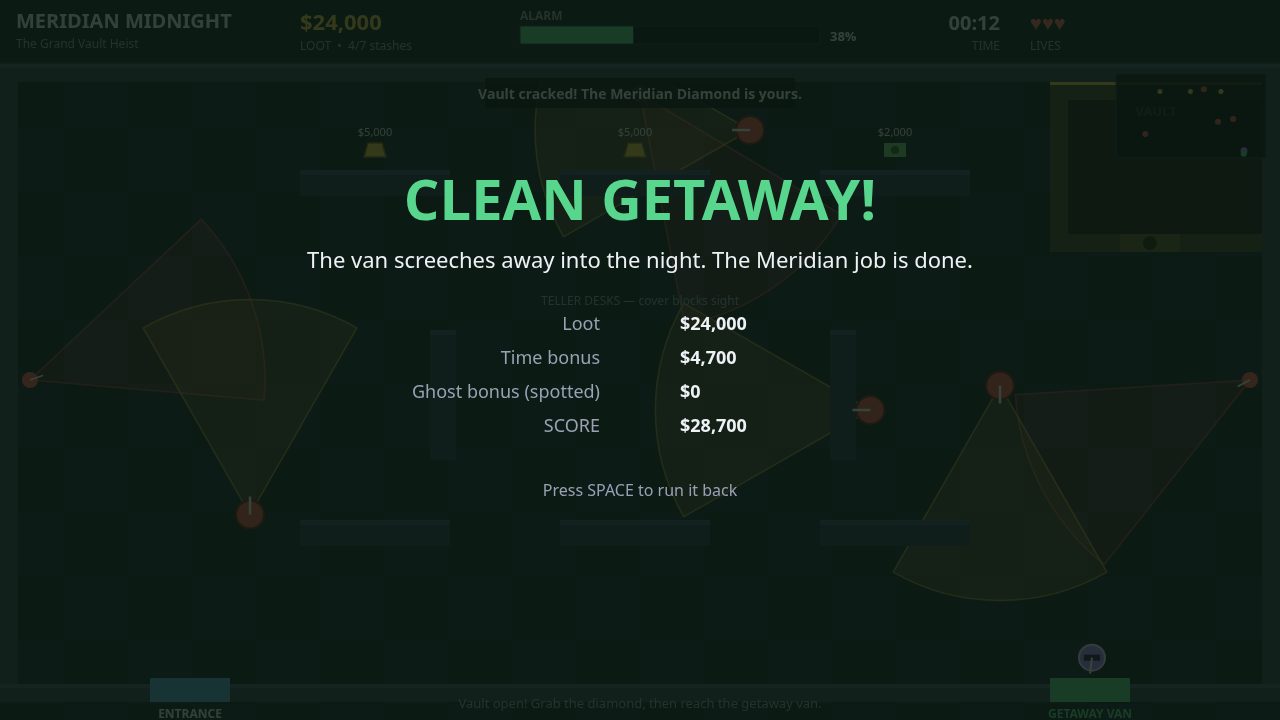 MERIDIAN MIDNIGHT
The Grand Vault Heist
$24,000
LOOT • 4/7 stashes
ALARM
38%
00:12
TIME
♥♥♥
LIVES
Vault cracked! The Meridian Diamond is yours.
VAULT
$5,000
$5,000
$2,000
CLEAN GETAWAY!
The van screeches away into the night. The Meridian job is done.
TELLER DESKS — cover blocks sight
Loot $24,000
Time bonus $4,700
Ghost bonus (spotted) $0
SCORE $28,700
Press SPACE to run it back
ENTRANCE
Vault open! Grab the diamond, then reach the getaway van.
GETAWAY VAN